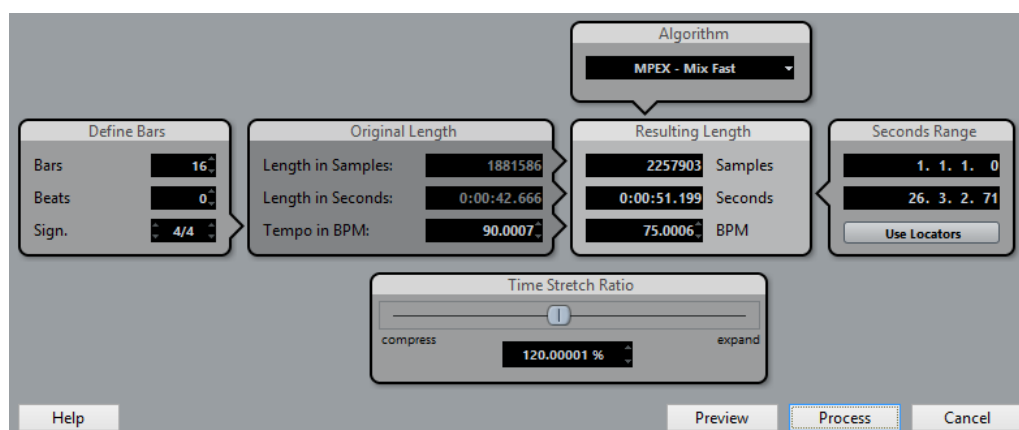 Algorithm
MPEX - Mix Fast
Define Bars
Bars 16
Beats 0
Sign. 4/4
Original Length
Length in Samples: 1881586
Length in Seconds: 0:00:42.666
Tempo in BPM: 90.0007
Resulting Length
2257903 Samples
0:00:51.199 Seconds
75.0006 BPM
Seconds Range
1. 1. 1. 0
26. 3. 2. 71
Use Locators
Time Stretch Ratio
compress expand
120.00001 %
Help Preview Process Cancel